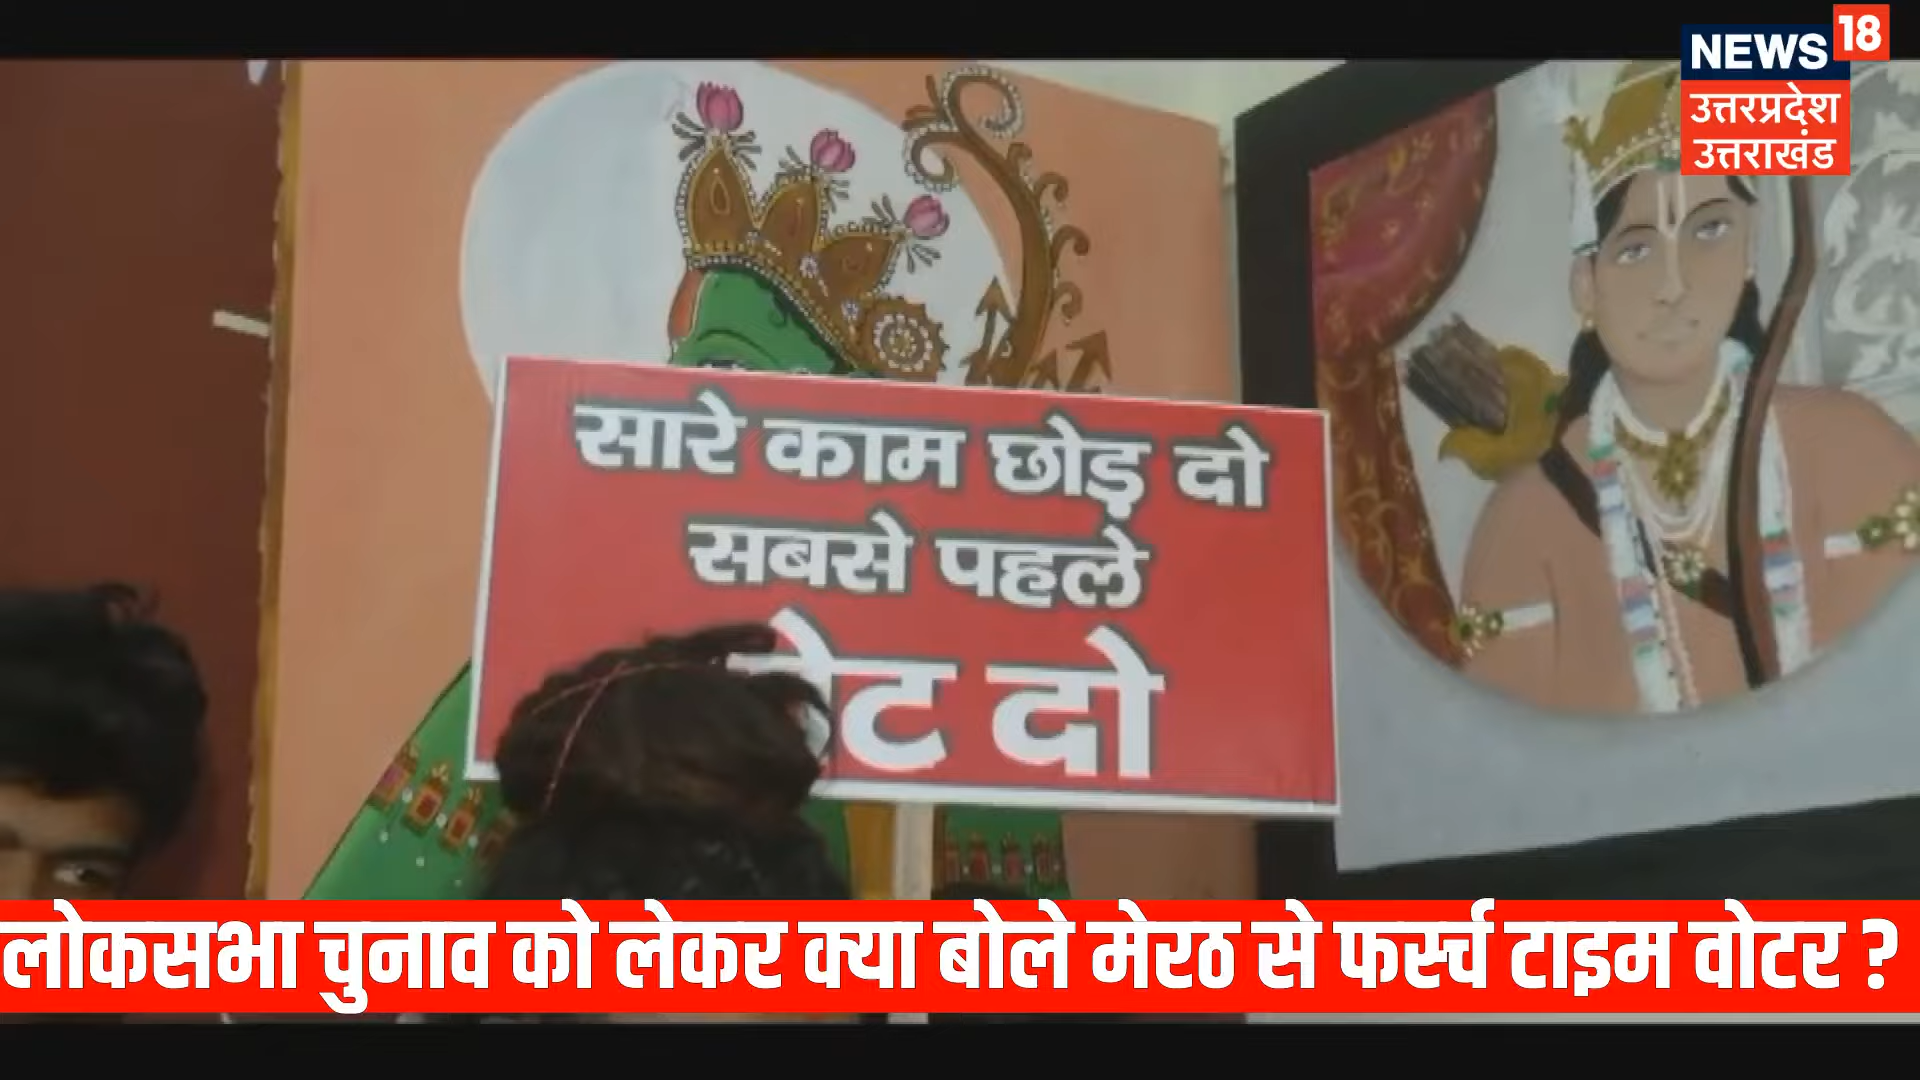 NEWS 18
उत्तरप्रदेश
उत्तराखंड
सारे काम छोड़ दो
सबसे पहले
दो
लोकसभा चुनाव को लेकर क्या बोले मेरठ से फर्स्च टाइम वोटर ?